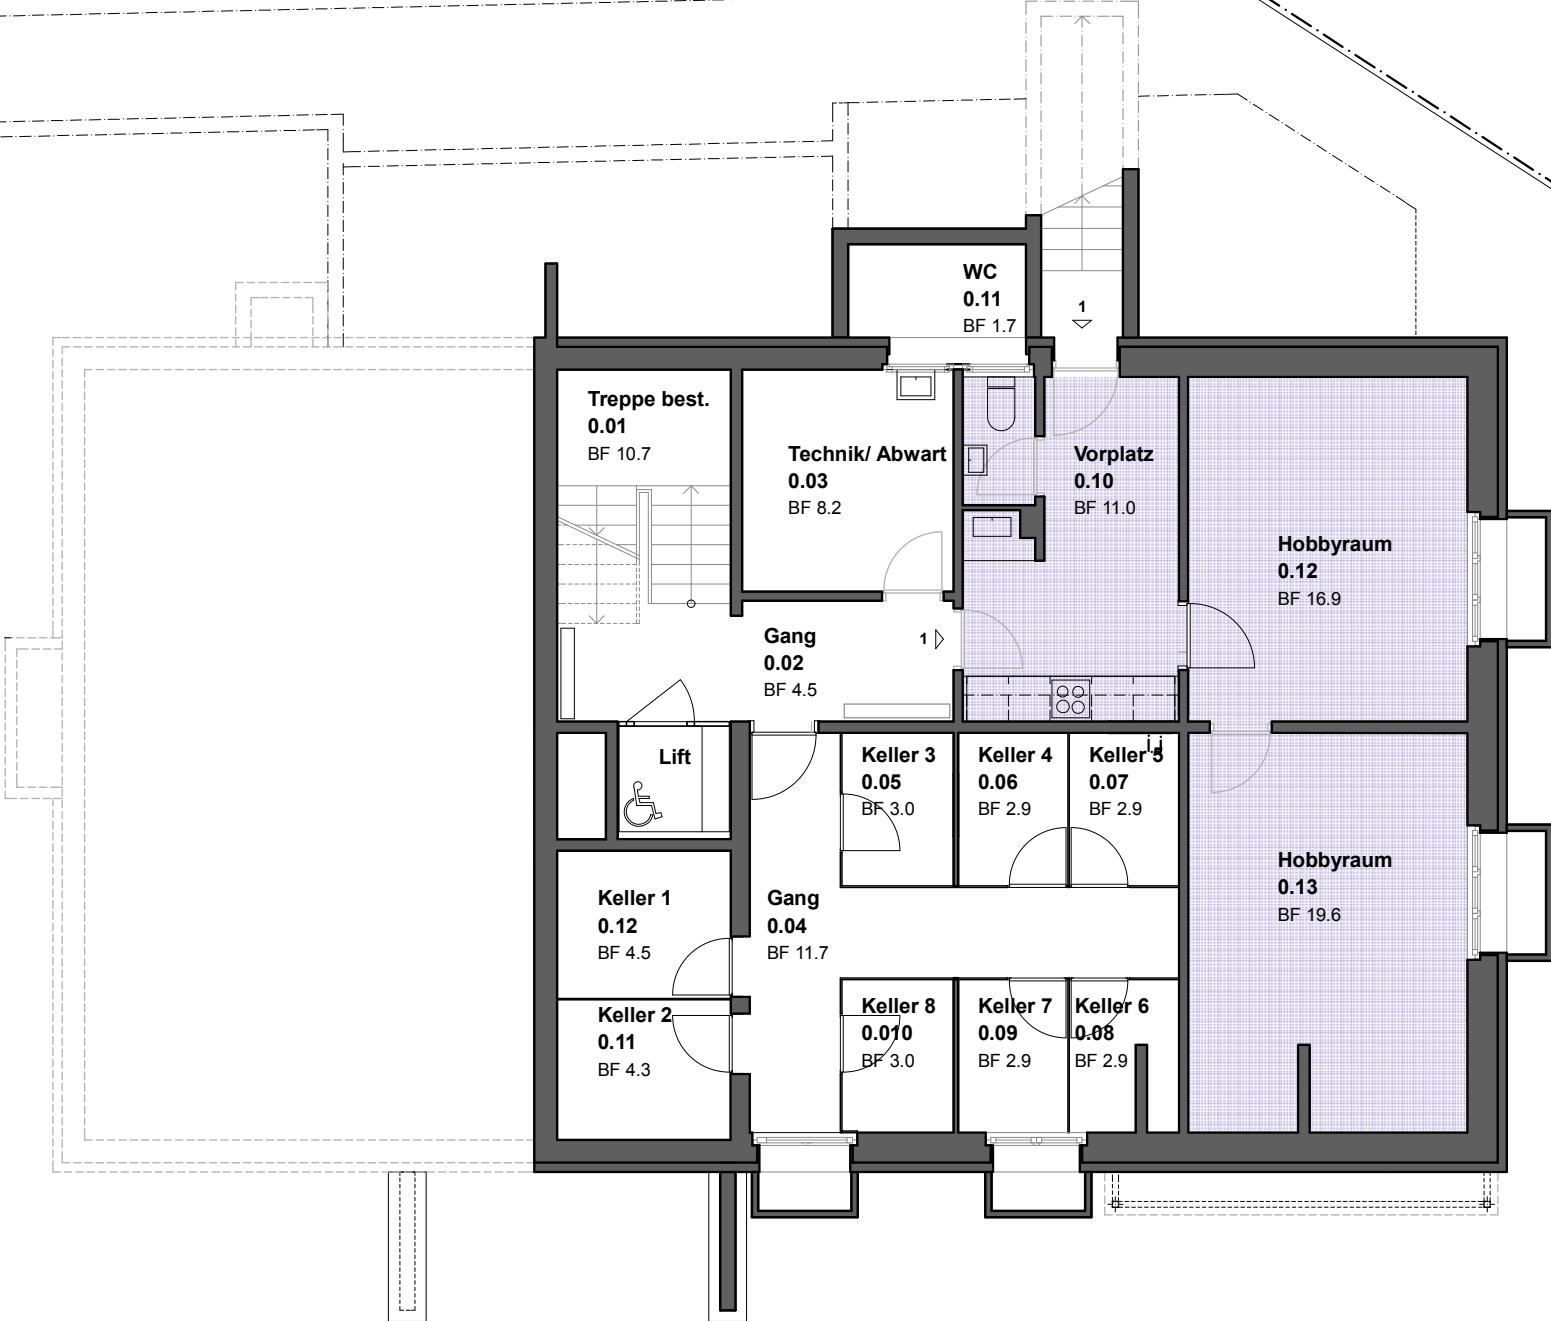 WC
0.11
BF 1.7
1
Treppe best.
0.01
BF 10.7
Technik/ Abwart
0.03
BF 8.2
Vorplatz
0.10
BF 11.0
Hobbyraum
0.12
BF 16.9
Gang
0.02
BF 4.5
1
Lift
Keller 3
0.05
BF 3.0
Keller 4
0.06
BF 2.9
Keller 5
0.07
BF 2.9
Hobbyraum
0.13
BF 19.6
Keller 1
0.12
BF 4.5
Gang
0.04
BF 11.7
Keller 2
0.11
BF 4.3
Keller 8
0.010
BF 3.0
Keller 7
0.09
BF 2.9
Keller 6
0.08
BF 2.9